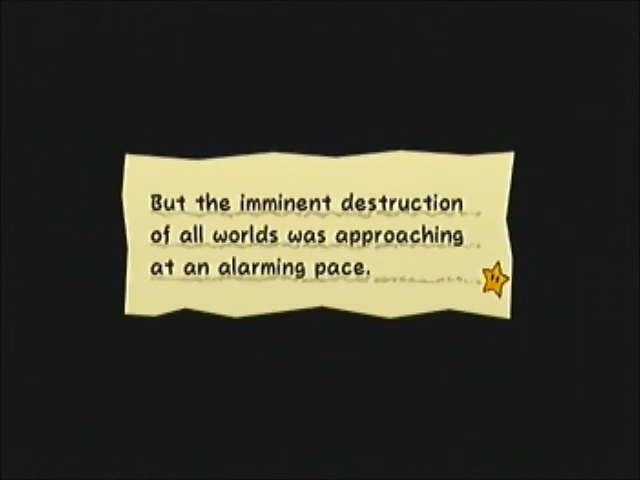 But the imminent destruction
of all worlds was approaching
at an alarming pace.